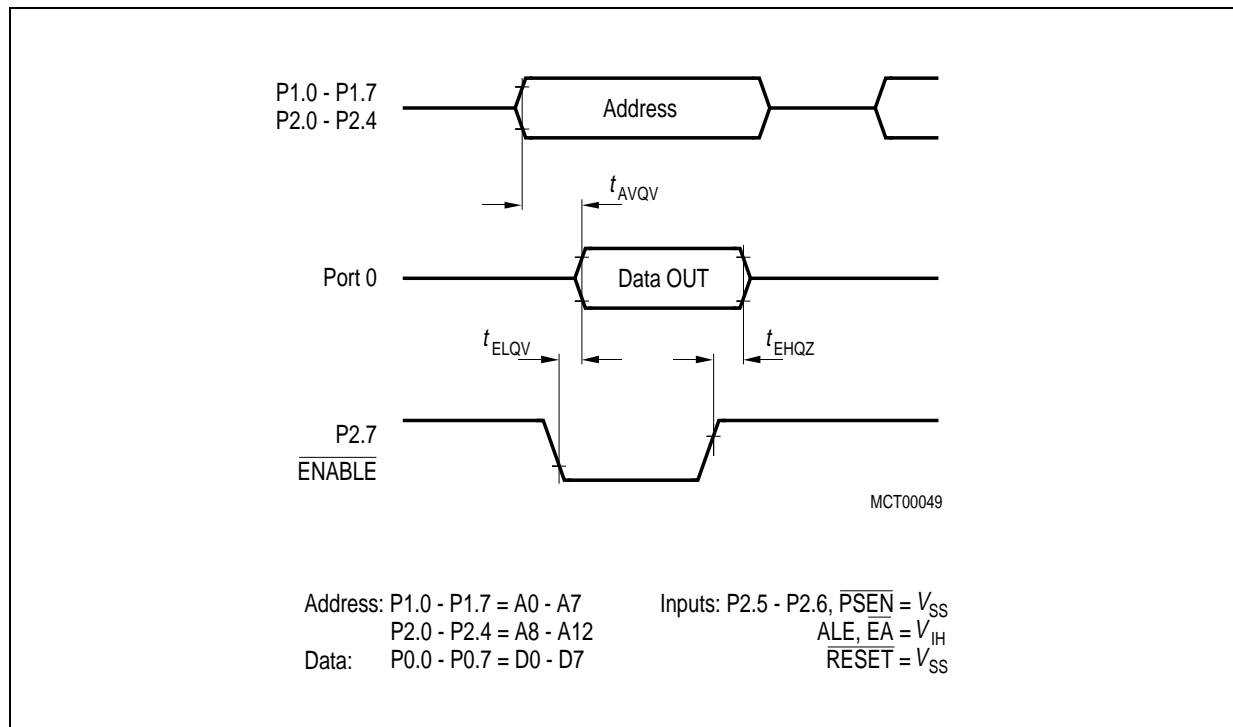 P1.0 - P1.7
P2.0 - P2.4
Address
tAVQV
Port 0
Data OUT
tELQV
tEHQZ
P2.7
ENABLE
MCT00049
Address: P1.0 - P1.7 = A0 - A7
P2.0 - P2.4 = A8 - A12
Data: P0.0 - P0.7 = D0 - D7
Inputs: P2.5 - P2.6, PSEN = VSS
ALE, EA = VIH
RESET = VSS